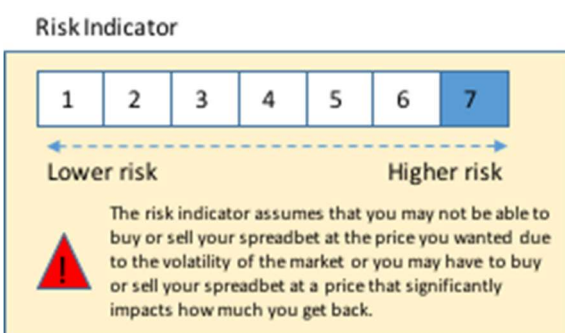 Risk Indicator
1 2 3 4 5 6 7
Lower risk Higher risk
The risk indicator assumes that you may not be able to
buy or sell your spreadbet at the price you wanted due
to the volatility of the market or you may have to buy
or sell your spreadbet at a price that significantly
impacts how much you get back.
!